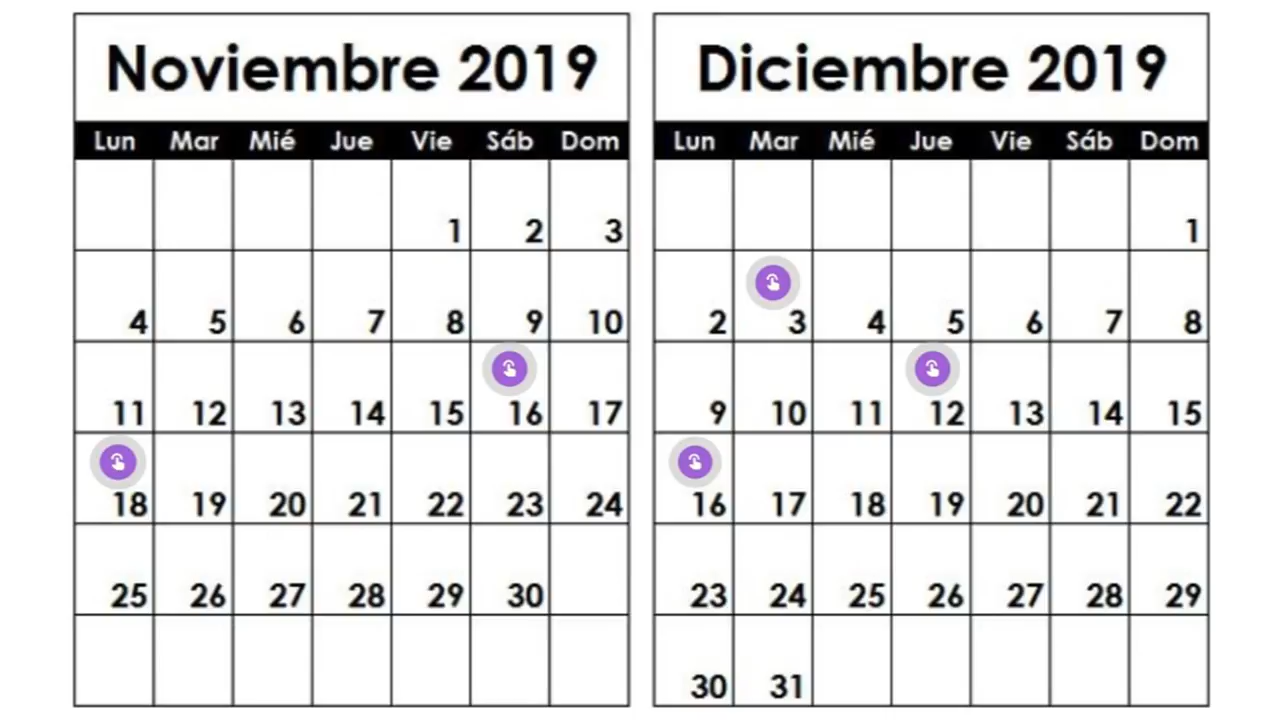 Noviembre 2019
Lun Mar Mié Jue Vie Sáb Dom
1 2 3
4 5 6 7 8 9 10
11 12 13 14 15 16 17
18 19 20 21 22 23 24
25 26 27 28 29 30
Diciembre 2019
Lun Mar Mié Jue Vie Sáb Dom
1
2 3 4 5 6 7 8
9 10 11 12 13 14 15
16 17 18 19 20 21 22
23 24 25 26 27 28 29
30 31